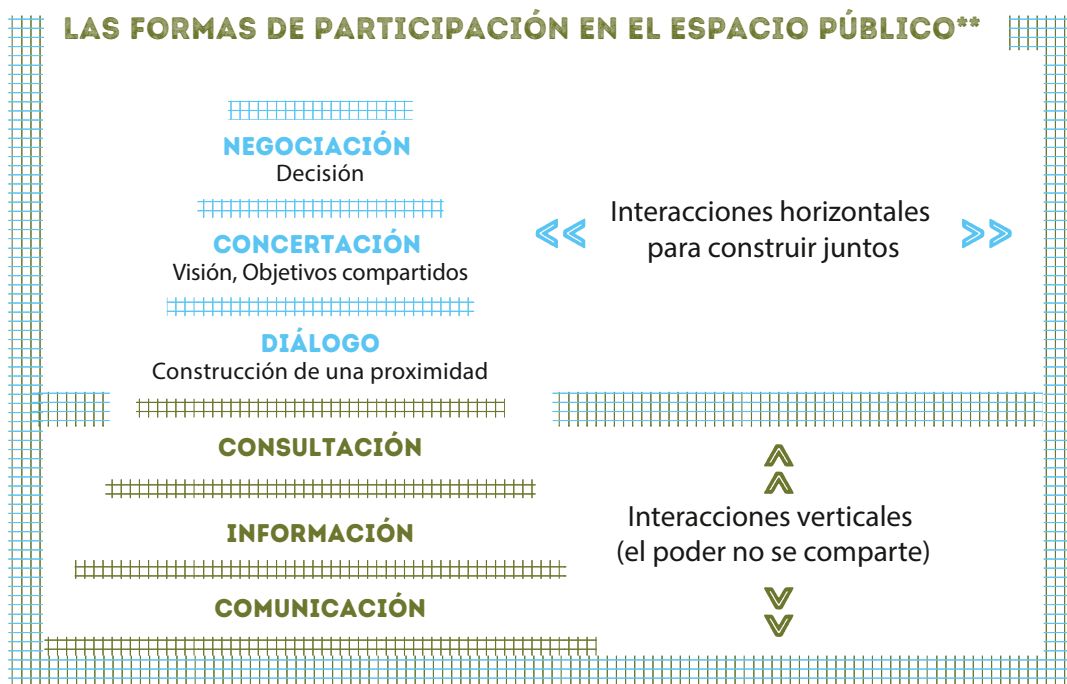 LAS FORMAS DE PARTICIPACIÓN EN EL ESPACIO PÚBLICO**
NEGOCIACIÓN
Decisión
CONCERTACIÓN
Visión, Objetivos compartidos
DIÁLOGO
Construcción de una proximidad
<< Interacciones horizontales >>
para construir juntos
CONSULTACIÓN
INFORMACIÓN
COMUNICACIÓN
Interacciones verticales
(el poder no se comparte)